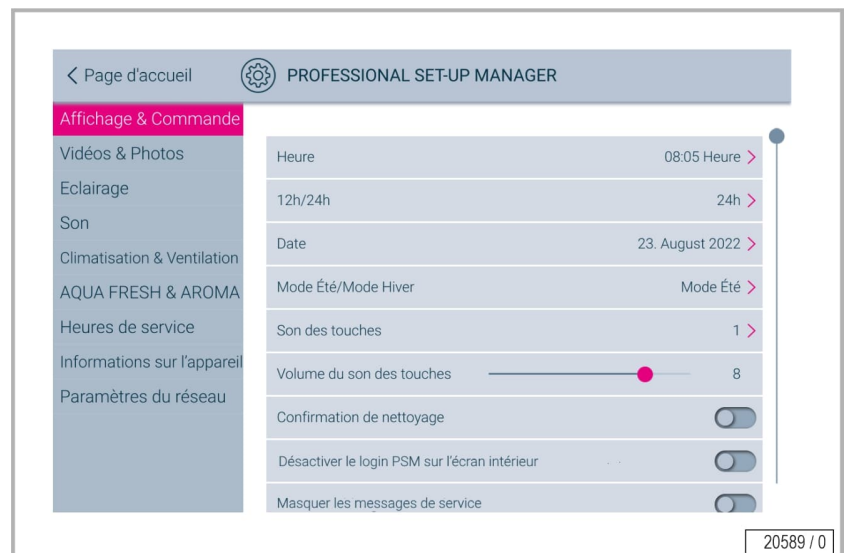 Page d'accueil
PROFESSIONAL SET-UP MANAGER
Affichage & Commande
Vidéos & Photos
Eclairage
Son
Climatisation & Ventilation
AQUA FRESH & AROMA
Heures de service
Informations sur l'appareil
Paramètres du réseau
Heure 08:05 Heure
12h/24h 24h
Date 23. August 2022
Mode Été/Mode Hiver Mode Été
Son des touches 1
Volume du son des touches 8
Confirmation de nettoyage
Désactiver le login PSM sur l'écran intérieur
Masquer les messages de service
20589 / 0